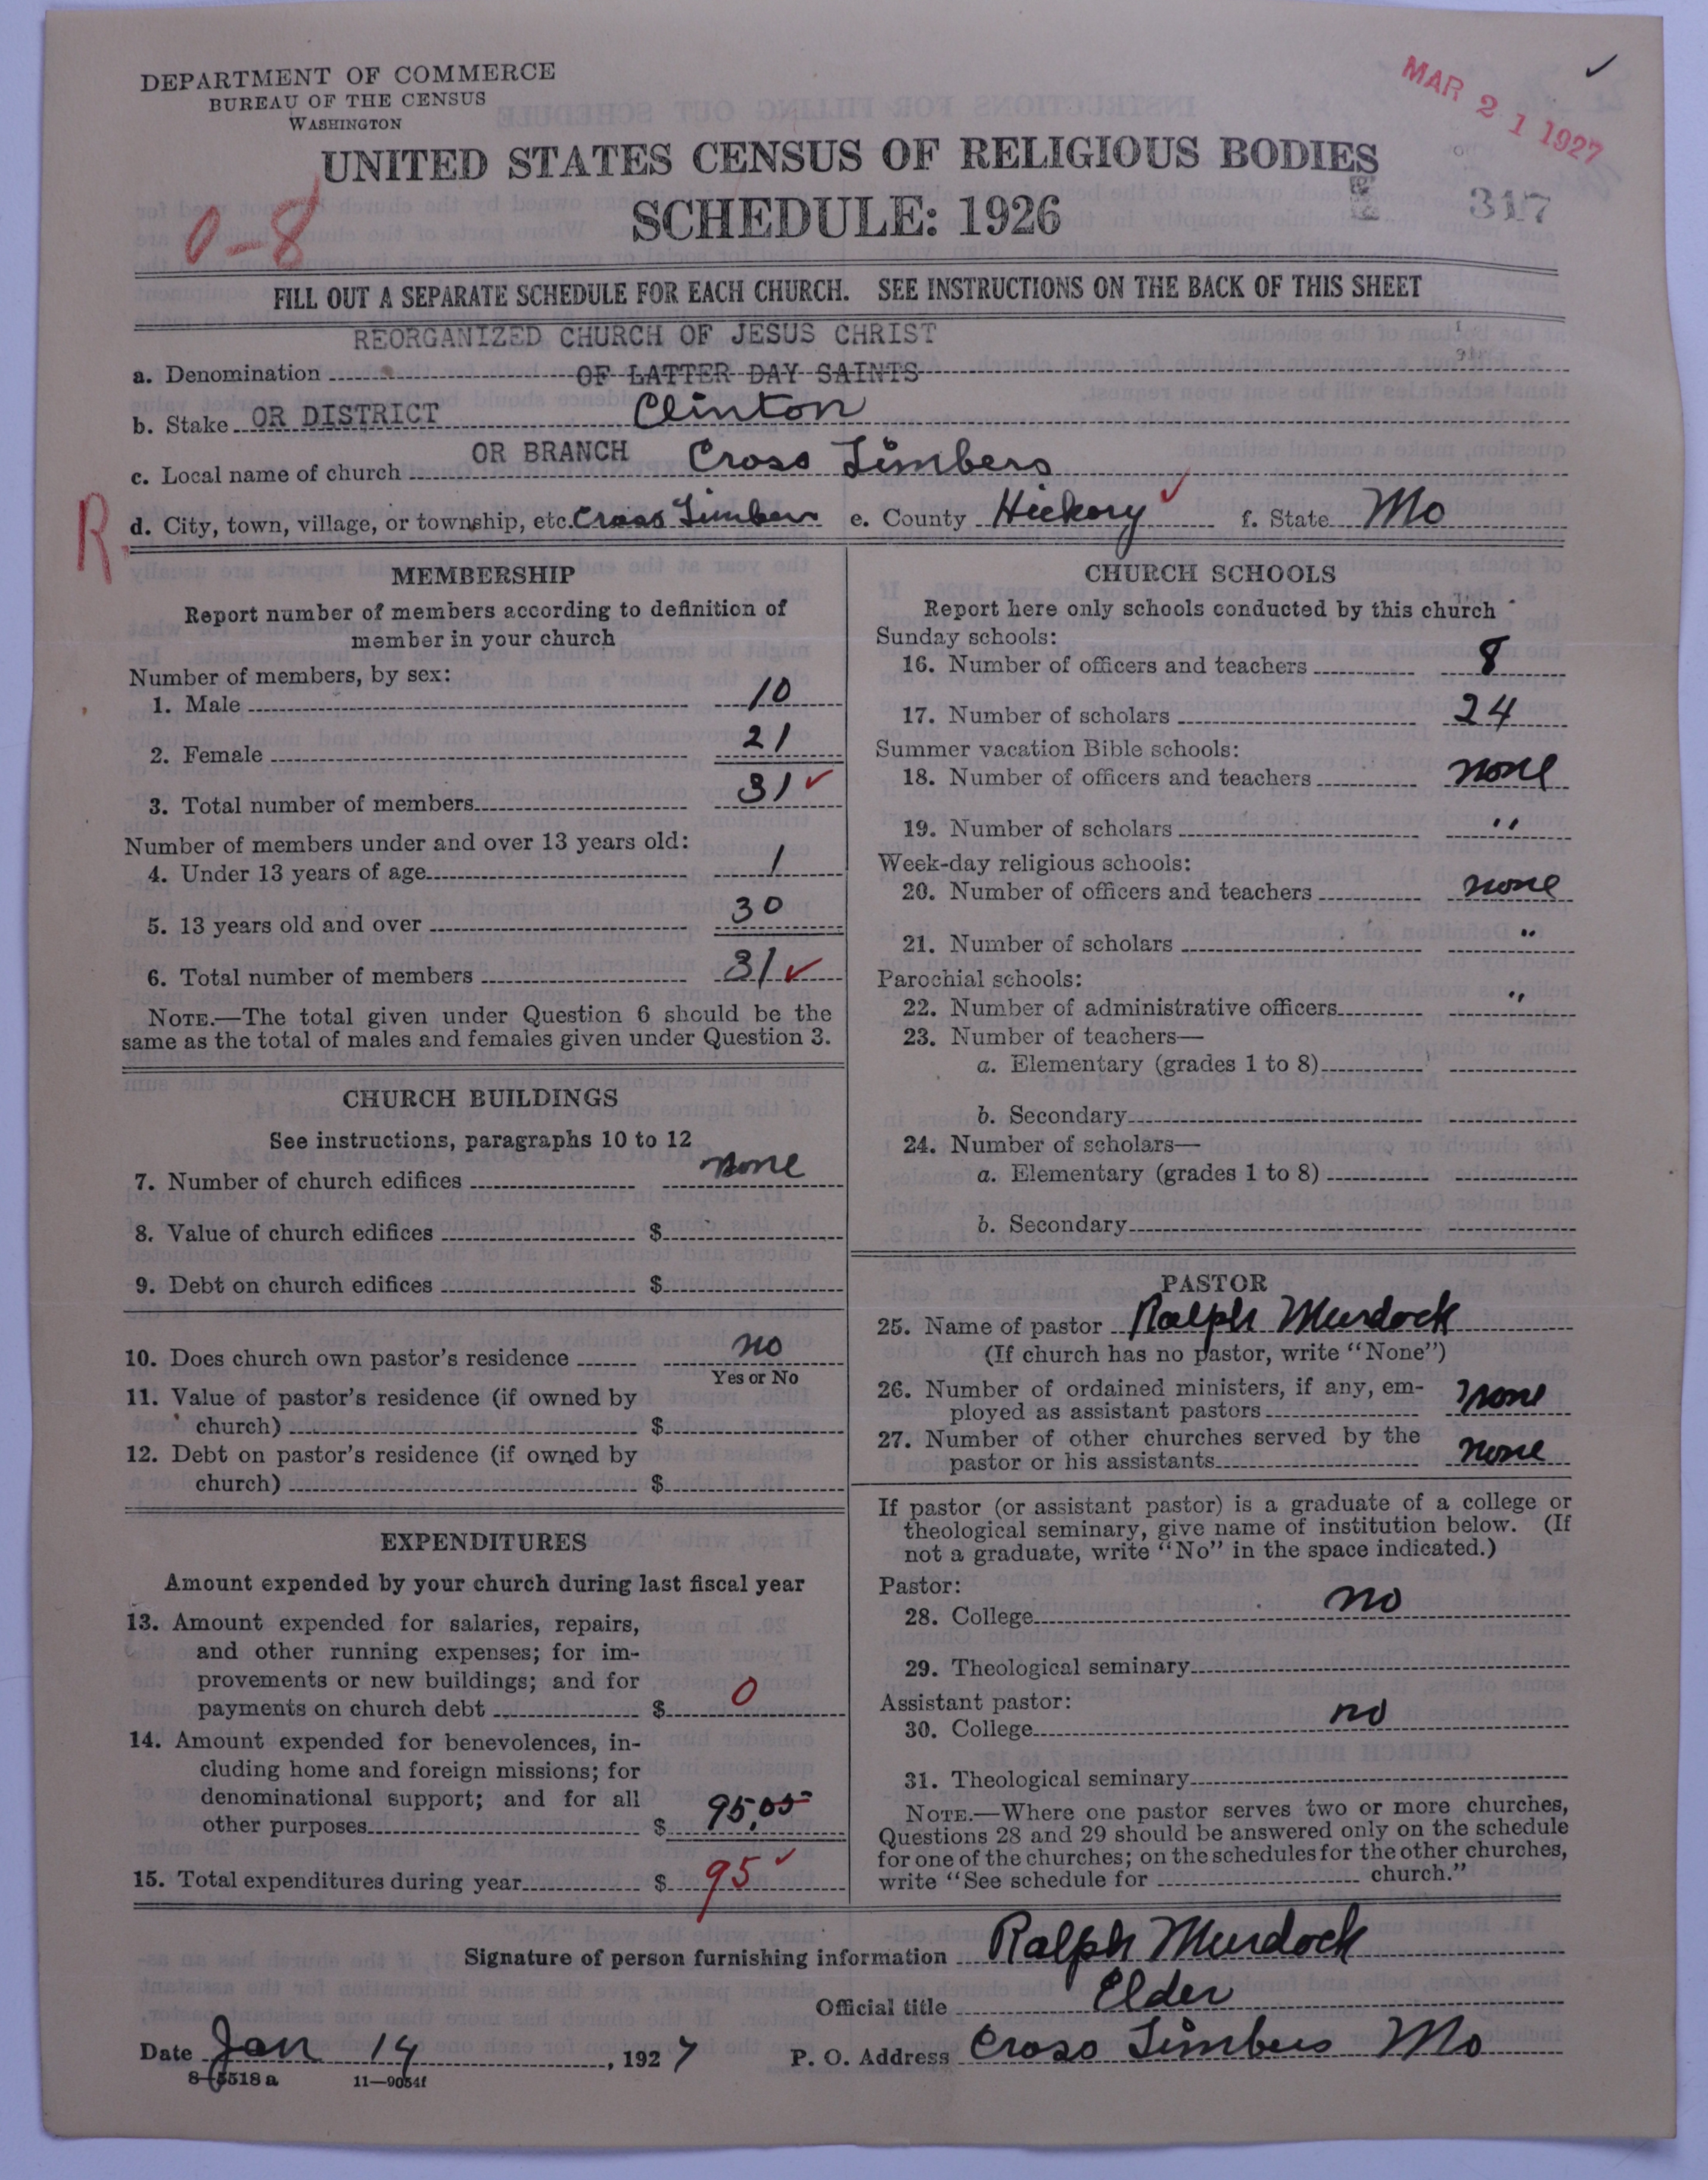 DEPARTMENT OF COMMERCE
BUREAU OF THE CENSUS
WASHINGTON
MAR 21 1927
UNITED STATES CENSUS OF RELIGIOUS BODIES
SCHEDULE: 1926
317
0-8
FILL OUT A SEPARATE SCHEDULE FOR EACH CHURCH. SEE INSTRUCTIONS ON THE BACK OF THIS SHEET
REORGANIZED CHURCH OF JESUS CHRIST
a. Denomination OF LATTER DAY SAINTS
b. Stake OR DISTRICT Clinton
c. Local name of church OR BRANCH Cross Timbers
R d. City, town, village, or township, etc. Cross Timbers e. County Hickory f. State Mo
MEMBERSHIP
Report number of members according to definition of
member in your church
Number of members, by sex:
1. Male 10
2. Female 21
3. Total number of members 31
Number of members under and over 13 years old:
4. Under 13 years of age 1
5. 13 years old and over 30
6. Total number of members 31
NOTE.—The total given under Question 6 should be the
same as the total of males and females given under Question 3.
CHURCH BUILDINGS
See instructions, paragraphs 10 to 12
7. Number of church edifices none
8. Value of church edifices $
9. Debt on church edifices $
10. Does church own pastor's residence no
Yes or No
11. Value of pastor's residence (if owned by
church) $
12. Debt on pastor's residence (if owned by
church) $
EXPENDITURES
Amount expended by your church during last fiscal year
13. Amount expended for salaries, repairs,
and other running expenses; for im-
provements or new buildings; and for
payments on church debt $ 0
14. Amount expended for benevolences, in-
cluding home and foreign missions; for
denominational support; and for all
other purposes $ 95.00
15. Total expenditures during year $ 95
CHURCH SCHOOLS
Report here only schools conducted by this church
Sunday schools:
16. Number of officers and teachers 8
17. Number of scholars 24
Summer vacation Bible schools:
18. Number of officers and teachers none
19. Number of scholars "
Week-day religious schools:
20. Number of officers and teachers none
21. Number of scholars "
Parochial schools:
22. Number of administrative officers "
23. Number of teachers—
a. Elementary (grades 1 to 8)
b. Secondary
24. Number of scholars—
a. Elementary (grades 1 to 8)
b. Secondary
PASTOR
25. Name of pastor Ralph Murdock
(If church has no pastor, write "None")
26. Number of ordained ministers, if any, em-
ployed as assistant pastors none
27. Number of other churches served by the
pastor or his assistants none
If pastor (or assistant pastor) is a graduate of a college or
theological seminary, give name of institution below. (If
not a graduate, write "No" in the space indicated.)
Pastor:
28. College no
29. Theological seminary
Assistant pastor:
30. College no
31. Theological seminary
NOTE.—Where one pastor serves two or more churches,
Questions 28 and 29 should be answered only on the schedule
for one of the churches; on the schedules for the other churches,
write "See schedule for church."
Signature of person furnishing information Ralph Murdock
Official title Elder
Date Jan 14, 1927 P. O. Address Cross Timbers Mo
8-5518a 11—9054f